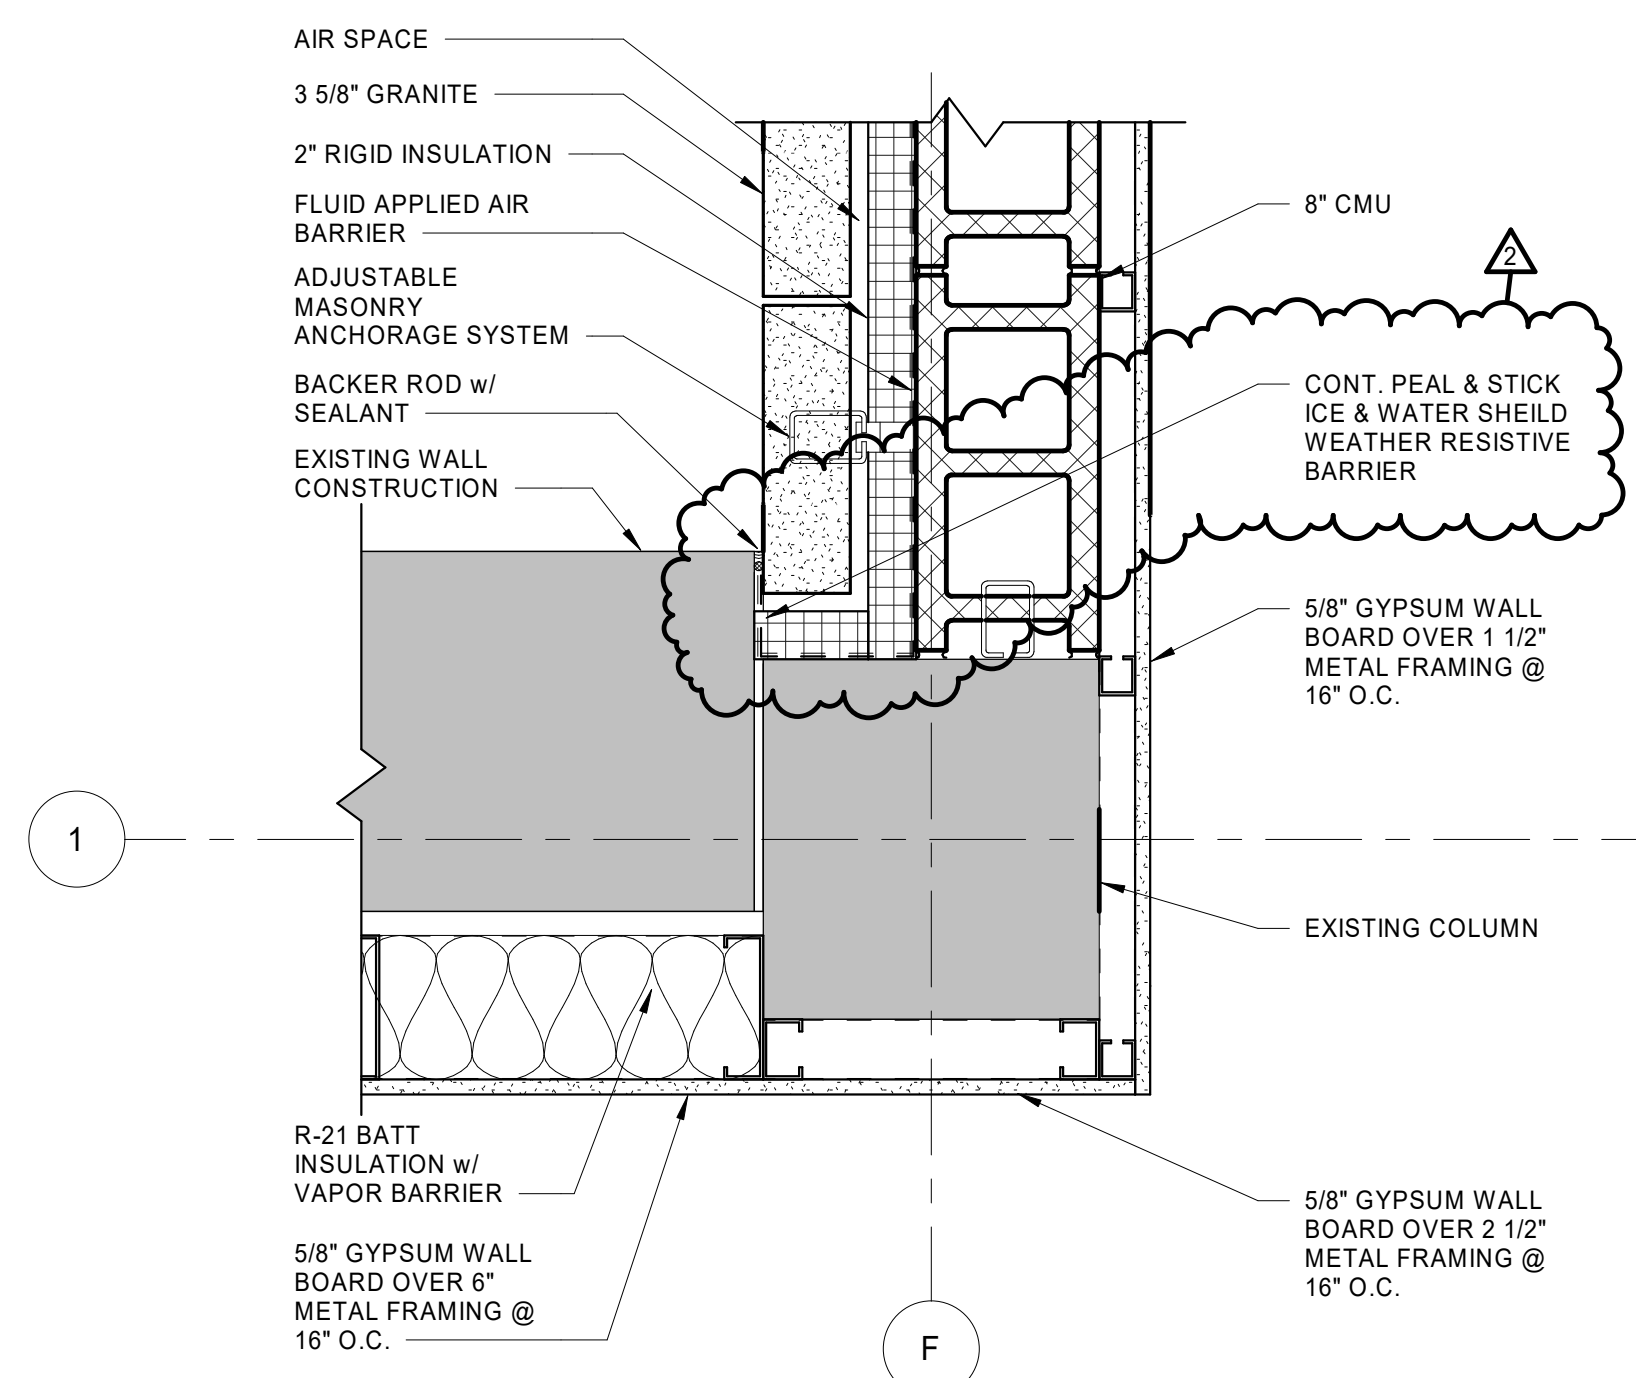 AIR SPACE
3 5/8" GRANITE
2" RIGID INSULATION
FLUID APPLIED AIR
BARRIER
ADJUSTABLE
MASONRY
ANCHORAGE SYSTEM
BACKER ROD w/
SEALANT
EXISTING WALL
CONSTRUCTION
8" CMU
2
CONT. PEAL & STICK
ICE & WATER SHEILD
WEATHER RESISTIVE
BARRIER
5/8" GYPSUM WALL
BOARD OVER 1 1/2"
METAL FRAMING @
16" O.C.
1
EXISTING COLUMN
R-21 BATT
INSULATION w/
VAPOR BARRIER
5/8" GYPSUM WALL
BOARD OVER 6"
METAL FRAMING @
16" O.C.
5/8" GYPSUM WALL
BOARD OVER 2 1/2"
METAL FRAMING @
16" O.C.
F